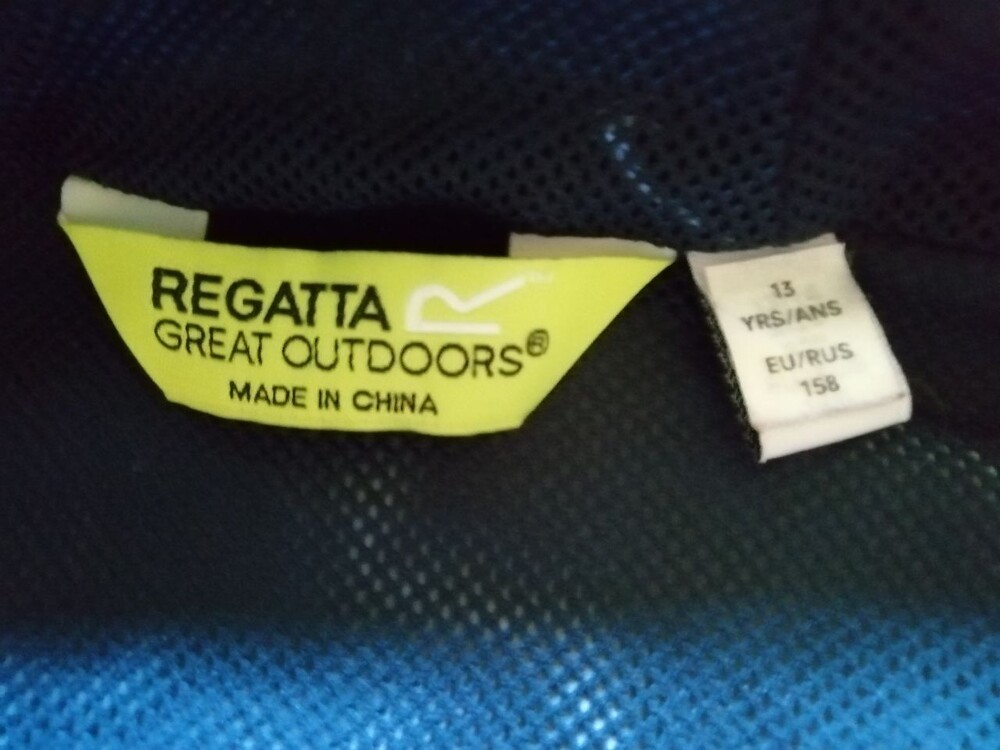 REGATTA
GREAT OUTDOORS®
MADE IN CHINA
13
YRS/ANS
EU/RUS
158